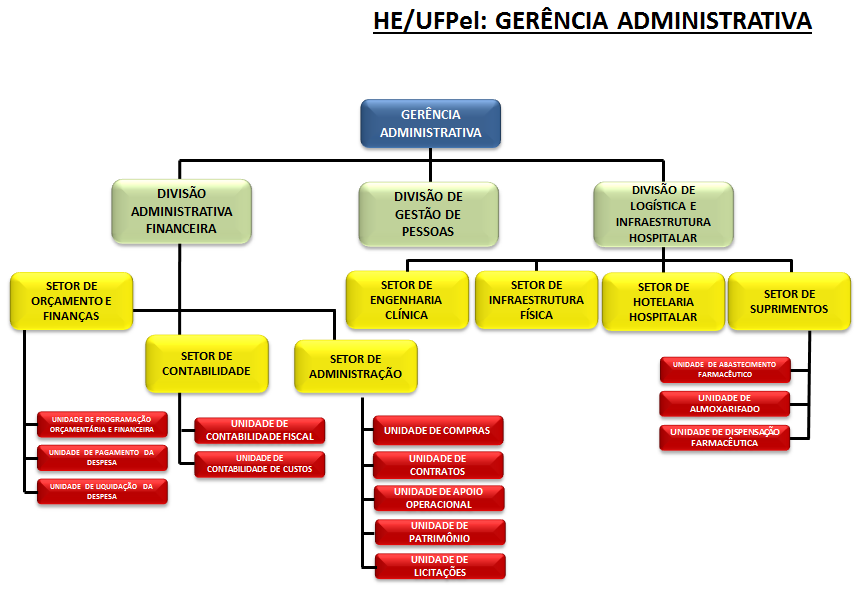 HE/UFPel: GERÊNCIA ADMINISTRATIVA
GERÊNCIA
ADMINISTRATIVA
DIVISÃO
ADMINISTRATIVA
FINANCEIRA
DIVISÃO DE
GESTÃO DE
PESSOAS
DIVISÃO DE
LOGÍSTICA E
INFRAESTRUTURA
HOSPITALAR
SETOR DE
ORÇAMENTO E
FINANÇAS
SETOR DE
CONTABILIDADE
SETOR DE
ADMINISTRAÇÃO
SETOR DE
ENGENHARIA
CLÍNICA
SETOR DE
INFRAESTRUTURA
FÍSICA
SETOR DE
HOTELARIA
HOSPITALAR
SETOR DE
SUPRIMENTOS
UNIDADE DE PROGRAMAÇÃO
ORÇAMENTÁRIA E FINANCEIRA
UNIDADE DE PAGAMENTO DA
DESPESA
UNIDADE DE LIQUIDAÇÃO DA
DESPESA
UNIDADE DE
CONTABILIDADE FISCAL
UNIDADE DE
CONTABILIDADE DE CUSTOS
UNIDADE DE COMPRAS
UNIDADE DE
CONTRATOS
UNIDADE DE APOIO
OPERACIONAL
UNIDADE DE
PATRIMÔNIO
UNIDADE DE
LICITAÇÕES
UNIDADE DE ABASTECIMENTO
FARMACÊUTICO
UNIDADE DE
ALMOXARIFADO
UNIDADE DE DISPENSAÇÃO
FARMACÊUTICA